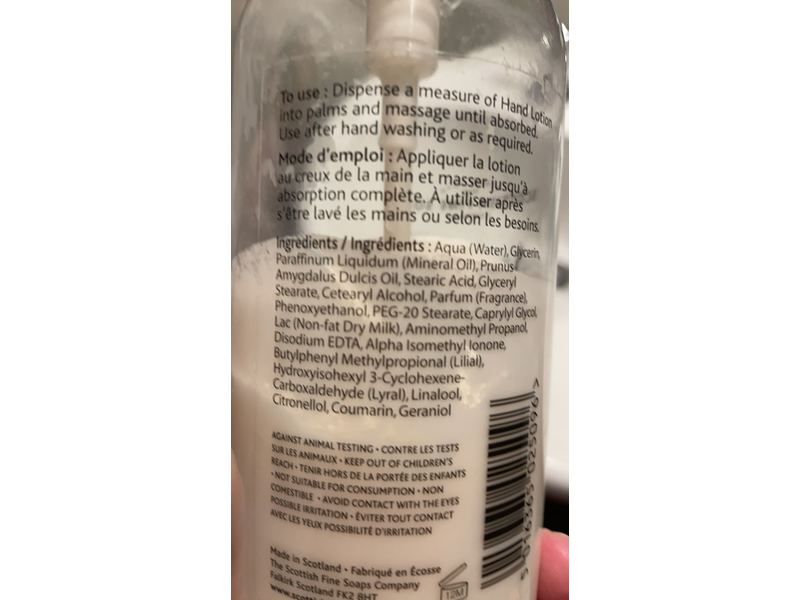 To use : Dispense a measure of Hand Lotion
into palms and massage until absorbed.
Use after hand washing or as required.
Mode d'emploi : Appliquer la lotion
au creux de la main et masser jusqu'à
absorption complète. À utiliser après
s'être lavé les mains ou selon les besoins.
Ingredients / Ingrédients : Aqua (Water), Glycerin,
Paraffinum Liquidum (Mineral Oil), Prunus
Amygdalus Dulcis Oil, Stearic Acid, Glyceryl
Stearate, Cetearyl Alcohol, Parfum (Fragrance),
Phenoxyethanol, PEG-20 Stearate, Caprylyl Glycol,
Lac (Non-fat Dry Milk), Aminomethyl Propanol,
Disodium EDTA, Alpha Isomethyl Ionone,
Butylphenyl Methylpropional (Lilial),
Hydroxyisohexyl 3-Cyclohexene-
Carboxaldehyde (Lyral), Linalool,
Citronellol, Coumarin, Geraniol
AGAINST ANIMAL TESTING • CONTRE LES TESTS
SUR LES ANIMAUX • KEEP OUT OF CHILDREN'S
REACH • TENIR HORS DE LA PORTÉE DES ENFANTS
• NOT SUITABLE FOR CONSUMPTION • NON
COMESTIBLE • AVOID CONTACT WITH THE EYES
POSSIBLE IRRITATION • ÉVITER TOUT CONTACT
AVEC LES YEUX POSSIBILITÉ D'IRRITATION
5 016365 025096 >
Made in Scotland • Fabriqué en Écosse
The Scottish Fine Soaps Company
Falkirk Scotland FK2 8HT
12M